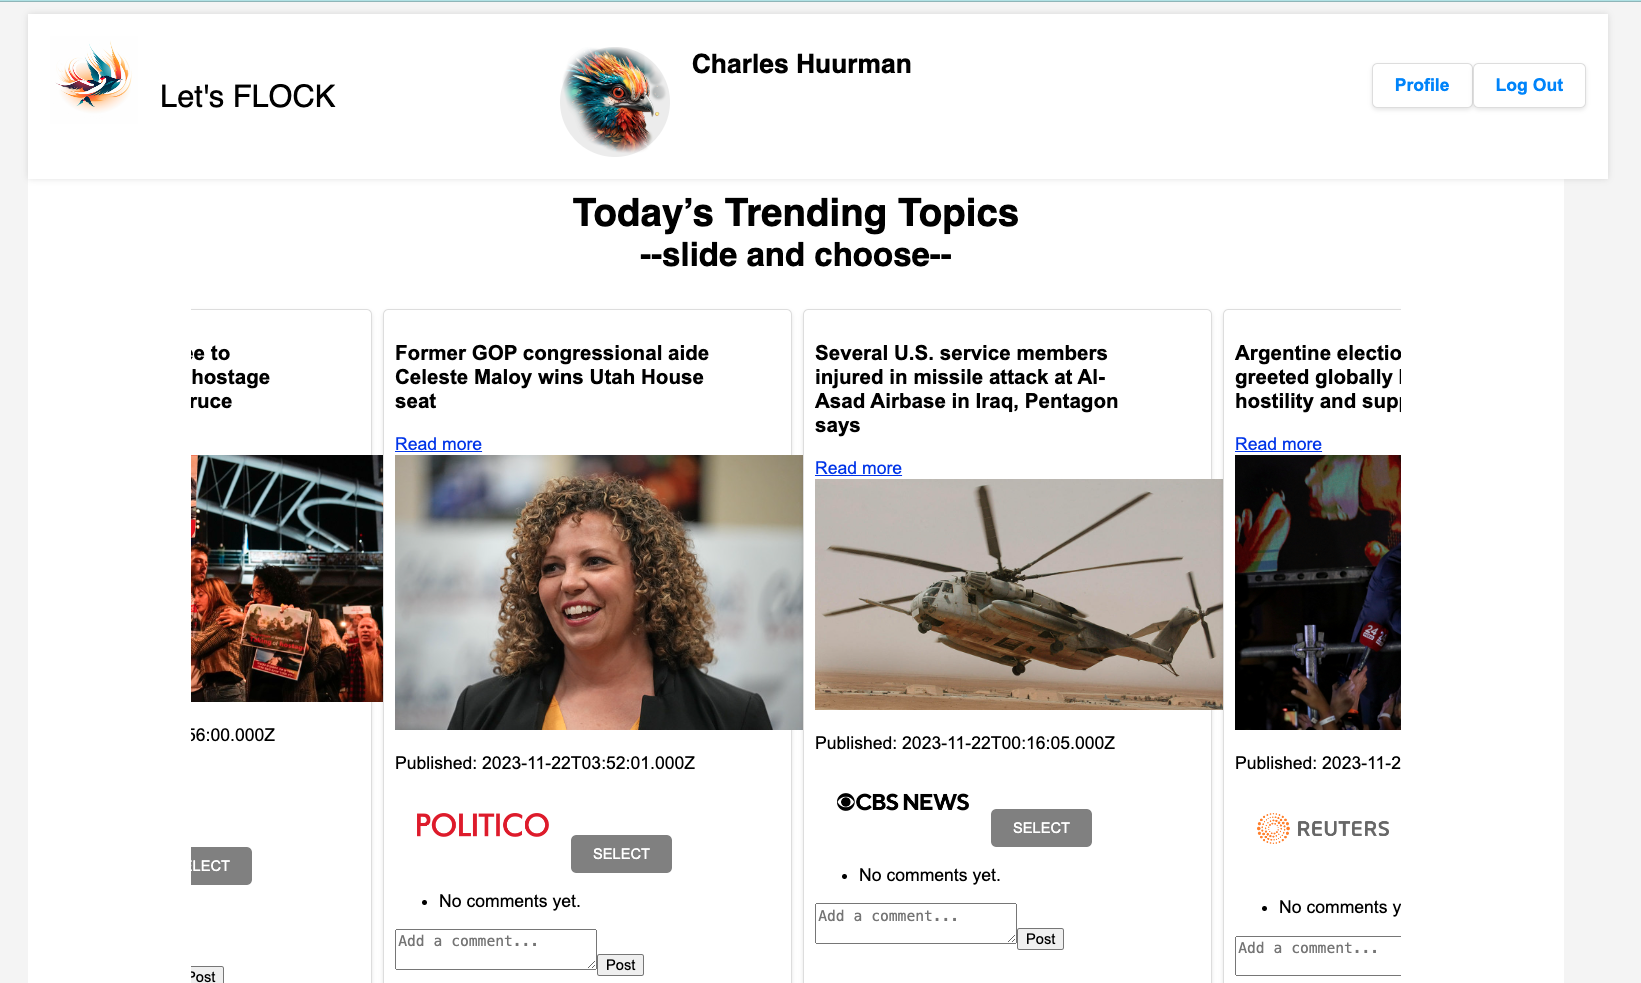 Let's FLOCK
Charles Huurman
Profile
Log Out
Today’s Trending Topics
--slide and choose--
to
hostage
56:00.000Z
Post
Former GOP congressional aide
Celeste Maloy wins Utah House
seat
Read more
Published: 2023-11-22T03:52:01.000Z
POLITICO
SELECT
• No comments yet.
Add a comment...
Post
Several U.S. service members
injured in missile attack at Al-
Asad Airbase in Iraq, Pentagon
says
Read more
Published: 2023-11-22T00:16:05.000Z
CBS NEWS
SELECT
• No comments yet.
Add a comment...
Post
Argentine electio
greeted globally
hostility and sup
Read more
24
Published: 2023-11-2
REUTERS
• No comments y
Add a comment...